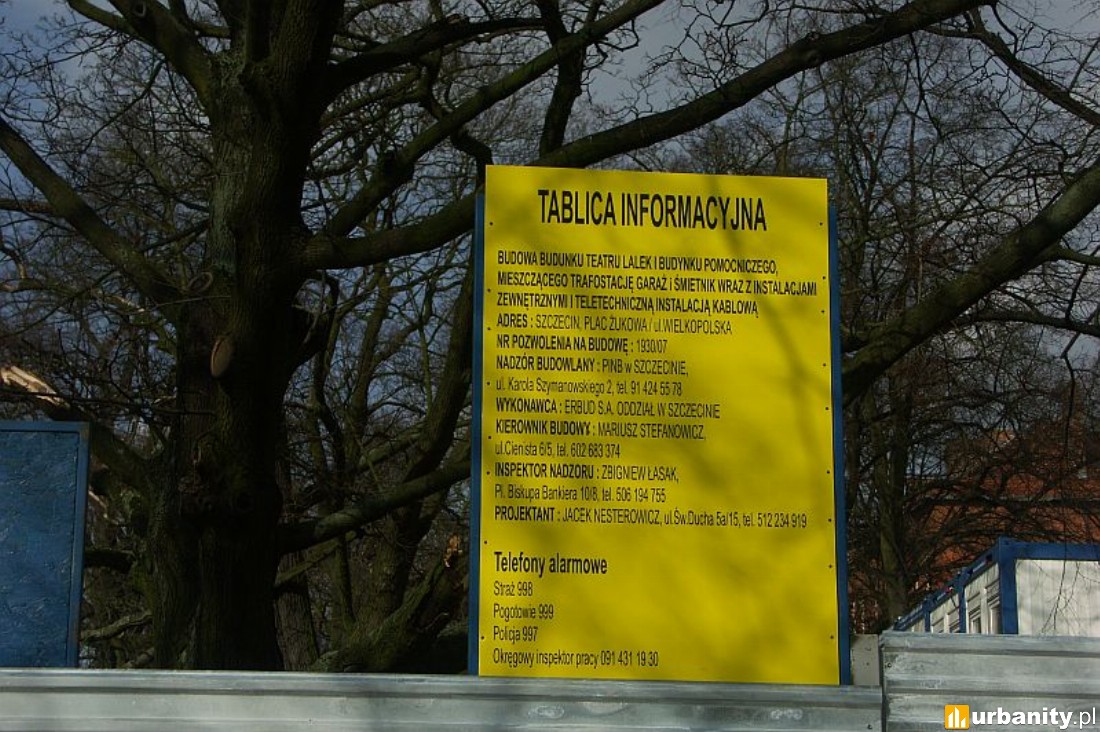 TABLICA INFORMACYJNA
BUDOWA BUDUNKU TEATRU LALEK I BUDYNKU POMOCNICZEGO,
MIESZCZĄCEGO TRAFOSTACJĘ GARAŻ i ŚMIETNIK WRAZ Z INSTALACJAMI
ZEWNĘTRZNYMI I TELETECHNICZNĄ INSTALACJĄ KABLOWĄ
ADRES : SZCZECIN, PLAC ŻUKOWA / ul.WIELKOPOLSKA
NR POZWOLENIA NA BUDOWĘ : 1930/07
NADZÓR BUDOWLANY : PINB w SZCZECINIE,
ul. Karola Szymanowskiego 2, tel. 91 424 55 78
WYKONAWCA : ERBUD S.A. ODDZIAŁ W SZCZECINIE
KIEROWNIK BUDOWY : MARIUSZ STEFANOWICZ,
ul.Cienista 6/5, tel. 602 683 374
INSPEKTOR NADZORU : ZBIGNIEW ŁASAK,
Pl. Biskupa Bankiera 10/8, tel. 506 194 755
PROJEKTANT : JACEK NESTEROWICZ, ul.Św.Ducha 5a/15, tel. 512 234 919
Telefony alarmowe
Straż 998
Pogotowie 999
Policja 997
Okręgowy inspektor pracy 091 431 19 30
urbanity.pl